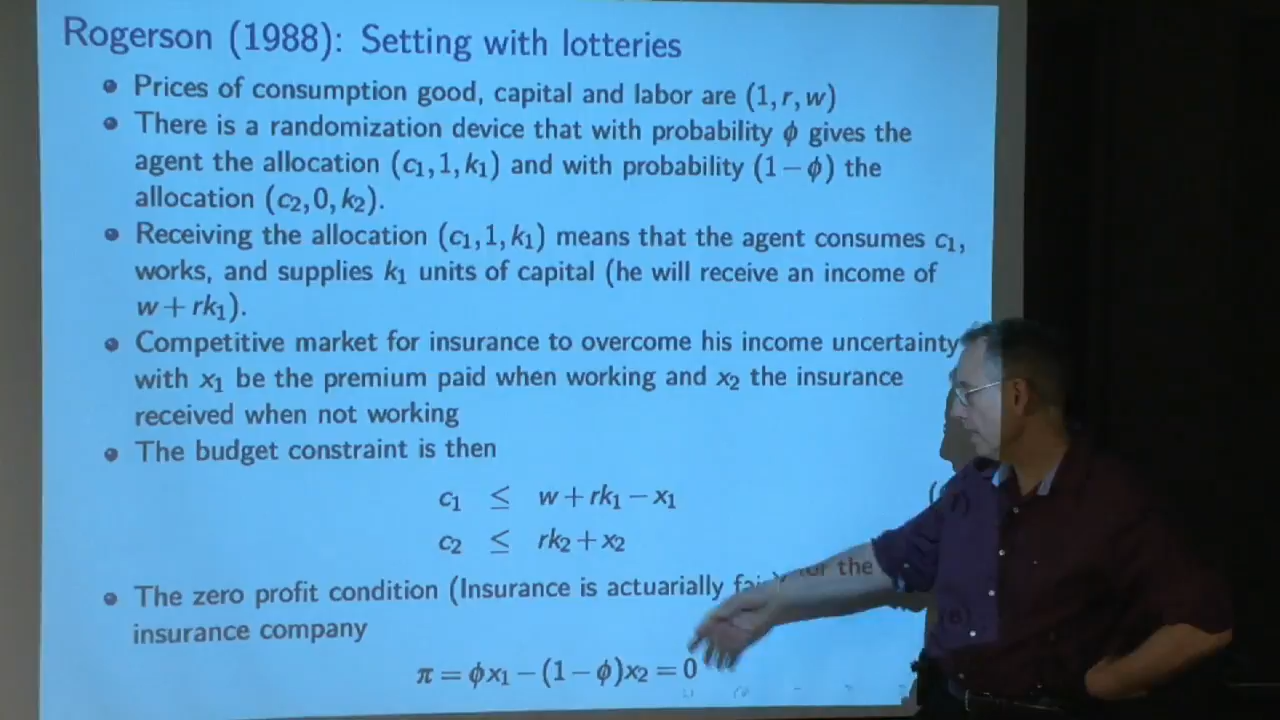 Rogerson (1988): Setting with lotteries
• Prices of consumption good, capital and labor are (1, r, w)
• There is a randomization device that with probability ϕ gives the
agent the allocation (c₁, 1, k₁) and with probability (1 − ϕ) the
allocation (c₂, 0, k₂).
• Receiving the allocation (c₁, 1, k₁) means that the agent consumes c₁,
works, and supplies k₁ units of capital (he will receive an income of
w + rk₁).
• Competitive market for insurance to overcome his income uncertainty
with x₁ be the premium paid when working and x₂ the insurance
received when not working
• The budget constraint is then
c₁ ≤ w + rk₁ − x₁
c₂ ≤ rk₂ + x₂
• The zero profit condition (Insurance is actuarially for the
insurance company
π = ϕx₁ − (1 − ϕ)x₂ = 0